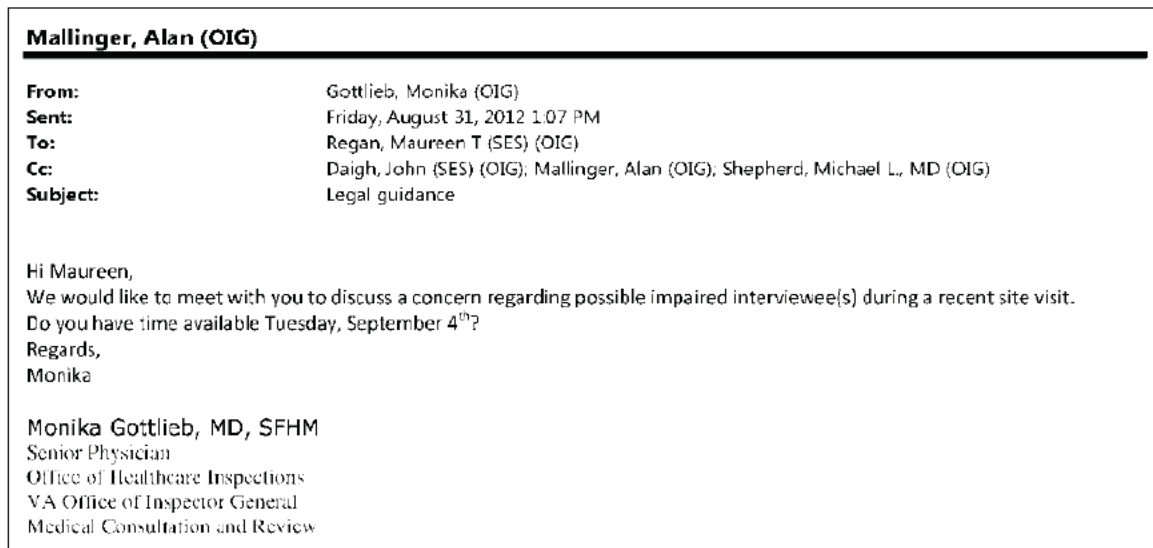 Mallinger, Alan (OIG)
From: Gottlieb, Monika (OIG)
Sent: Friday, August 31, 2012 1:07 PM
To: Regan, Maureen T (SES) (OIG)
Cc: Daigh, John (SES) (OIG); Mallinger, Alan (OIG); Shepherd, Michael L., MD (OIG)
Subject: Legal guidance
Hi Maureen,
We would like to meet with you to discuss a concern regarding possible impaired interviewee(s) during a recent site visit.
Do you have time available Tuesday, September 4th?
Regards,
Monika
Monika Gottlieb, MD, SFHM
Senior Physician
Office of Healthcare Inspections
VA Office of Inspector General
Medical Consultation and Review